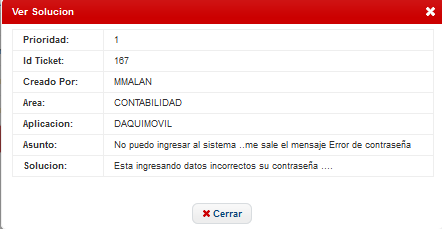 Ver Solucion
Prioridad: 1
Id Ticket: 167
Creado Por: MMALAN
Area: CONTABILIDAD
Aplicacion: DAQUIMOVIL
Asunto: No puedo ingresar al sistema ..me sale el mensaje Error de contraseña
Solucion: Esta ingresando datos incorrectos su contraseña ....
Cerrar